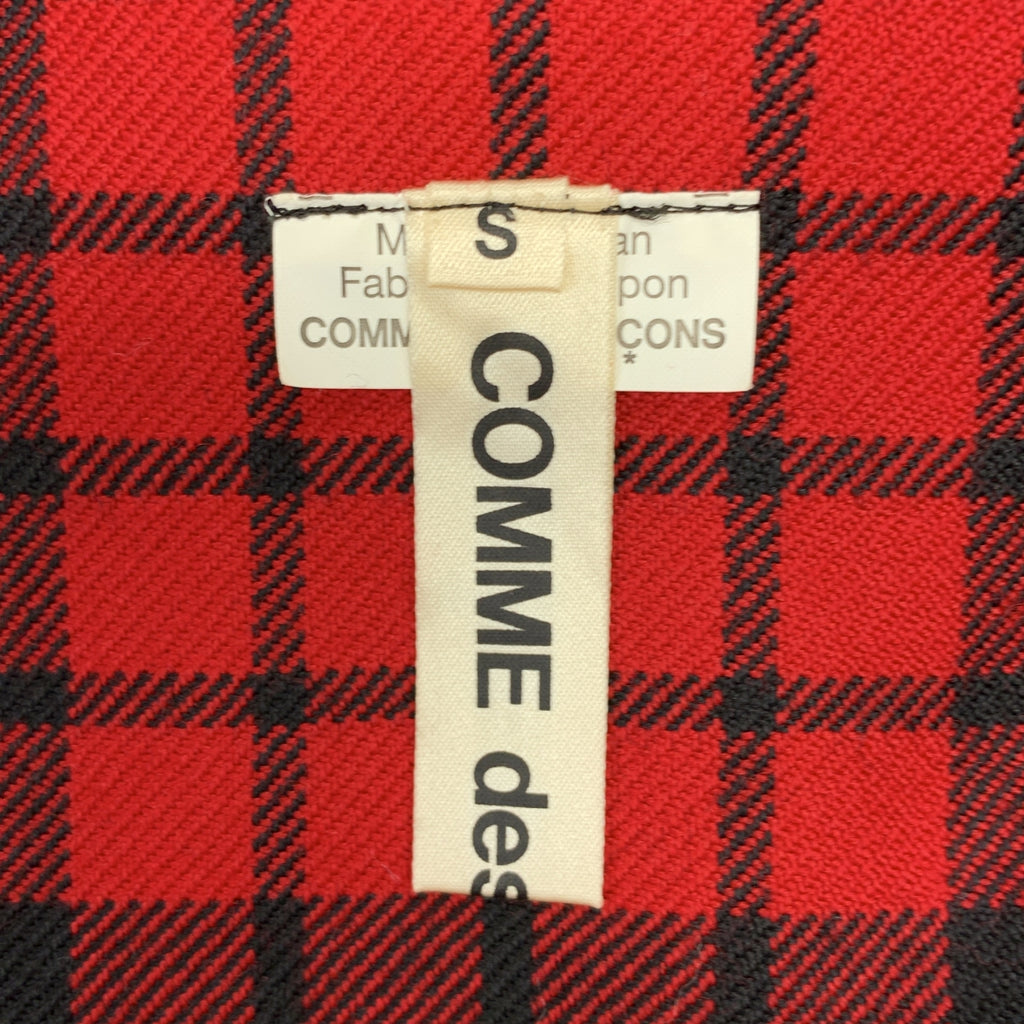 S
COMME des
M an
Fab pon
COMM CONS
*